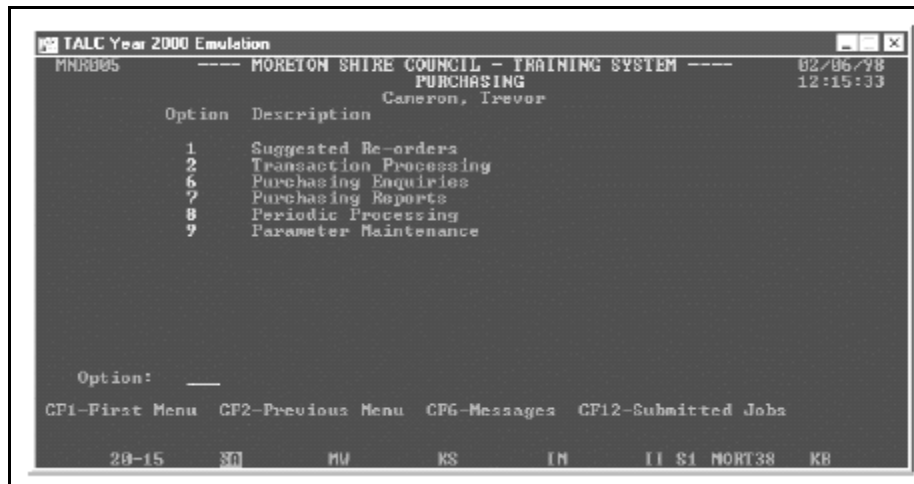 TALC Year 2000 Emulation
MNR005 ---- MORETON SHIRE COUNCIL - TRAINING SYSTEM ---- 02/06/98
PURCHASING 12:15:33
Cameron, Trevor
Option Description
1 Suggested Re-orders
2 Transaction Processing
6 Purchasing Enquiries
7 Purchasing Reports
8 Periodic Processing
9 Parameter Maintenance
Option: ___
CF1-First Menu CF2-Previous Menu CF6-Messages CF12-Submitted Jobs
20-15 SA MW KS IM II S1 MORT38 KB